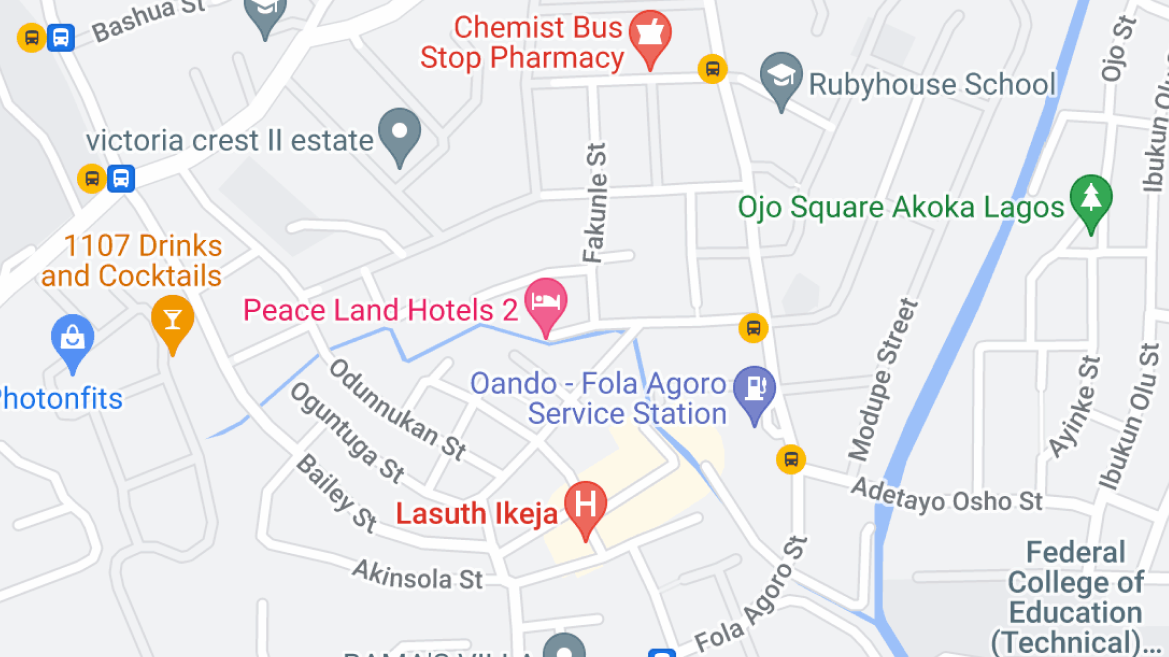 Bashua St
Chemist Bus
Stop Pharmacy
Ojo St
Rubyhouse School
victoria crest II estate
Ibukun Olu S
Fakunle St
Ojo Square Akoka Lagos
1107 Drinks
and Cocktails
Peace Land Hotels 2
Photonfits
Odunnukan St
Oguntuga St
Bailey St
Oando - Fola Agoro
Service Station
Modupe Street
Ayinke St
Ibukun Olu St
Adetayo Osho St
Lasuth Ikeja
H
Akinsola St
Fola Agoro St
Federal
College of
Education
(Technical)...